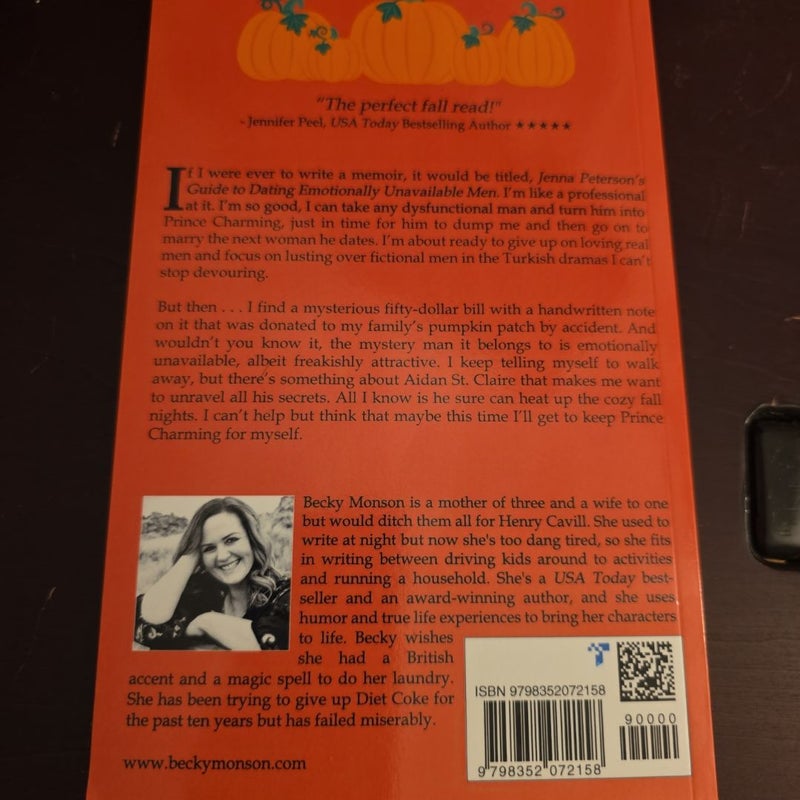 "The perfect fall read!"
- Jennifer Peel, USA Today Bestselling Author ★★★★★
If I were ever to write a memoir, it would be titled, Jenna Peterson's
Guide to Dating Emotionally Unavailable Men. I'm like a professional
at it. I'm so good, I can take any dysfunctional man and turn him into
Prince Charming, just in time for him to dump me and then go on to
marry the next woman he dates. I'm about ready to give up on loving real
men and focus on lusting over fictional men in the Turkish dramas I can't
stop devouring.
But then . . . I find a mysterious fifty-dollar bill with a handwritten note
on it that was donated to my family's pumpkin patch by accident. And
wouldn't you know it, the mystery man it belongs to is emotionally
unavailable, albeit freakishly attractive. I keep telling myself to walk
away, but there's something about Aidan St. Claire that makes me want
to unravel all his secrets. All I know is he sure can heat up the cozy fall
nights. I can't help but think that maybe this time I'll get to keep Prince
Charming for myself.
Becky Monson is a mother of three and a wife to one
but would ditch them all for Henry Cavill. She used to
write at night but now she's too dang tired, so she fits
in writing between driving kids around to activities
and running a household. She's a USA Today best-
seller and an award-winning author, and she uses
humor and true life experiences to bring her characters
to life. Becky wishes
she had a British
accent and a magic spell to do her laundry.
She has been trying to give up Diet Coke for
the past ten years but has failed miserably.
www.beckymonson.com
ISBN 9798352072158
90000
9 798352 072158